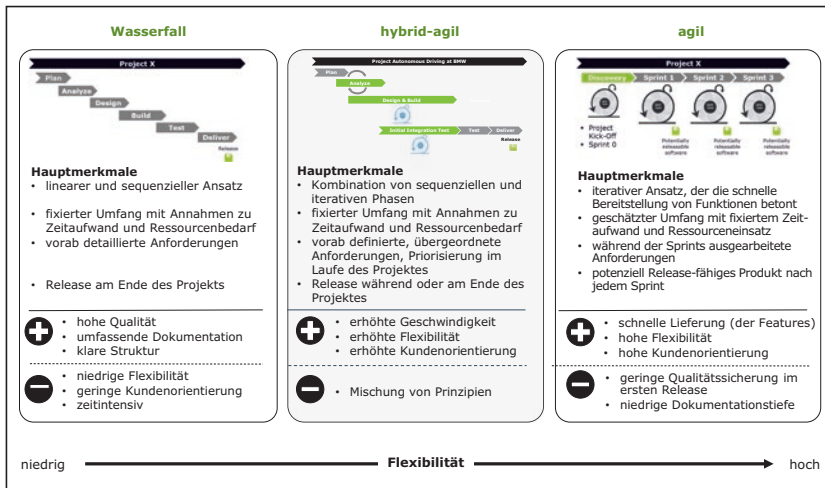 Wasserfall
Project X
Plan
Analyze
Design
Build
Test
Deliver
Release
Hauptmerkmale
• linearer und sequenzieller Ansatz
• fixierter Umfang mit Annahmen zu
Zeitaufwand und Ressourcenbedarf
• vorab detaillierte Anforderungen
• Release am Ende des Projekts
• hohe Qualität
• umfassende Dokumentation
• klare Struktur
• niedrige Flexibilität
• geringe Kundenorientierung
• zeitintensiv
hybrid-agil
Project Autonomous Driving at BMW
Plan
Analyze
Design & Build
Initial Integration Test
Test
Deliver
Release
Hauptmerkmale
• Kombination von sequenziellen und
iterativen Phasen
• fixierter Umfang mit Annahmen zu
Zeitaufwand und Ressourcenbedarf
• vorab definierte, übergeordnete
Anforderungen, Priorisierung im
Laufe des Projektes
• Release während oder am Ende des
Projektes
• erhöhte Geschwindigkeit
• erhöhte Flexibilität
• erhöhte Kundenorientierung
• Mischung von Prinzipien
agil
Project X
Discovery
Sprint 1
Sprint 2
Sprint 3
• Project
Kick-Off
• Sprint 0
Potentially
releasable
software
Potentially
releasable
software
Potentially
releasable
software
Hauptmerkmale
• iterativer Ansatz, der die schnelle
Bereitstellung von Funktionen betont
• geschätzter Umfang mit fixiertem Zeit-
aufwand und Ressourceneinsatz
• während der Sprints ausgearbeitete
Anforderungen
• potenziell Release-fähiges Produkt nach
jedem Sprint
• schnelle Lieferung (der Features)
• hohe Flexibilität
• hohe Kundenorientierung
• geringe Qualitätssicherung im
ersten Release
• niedrige Dokumentationstiefe
niedrig
Flexibilität
hoch